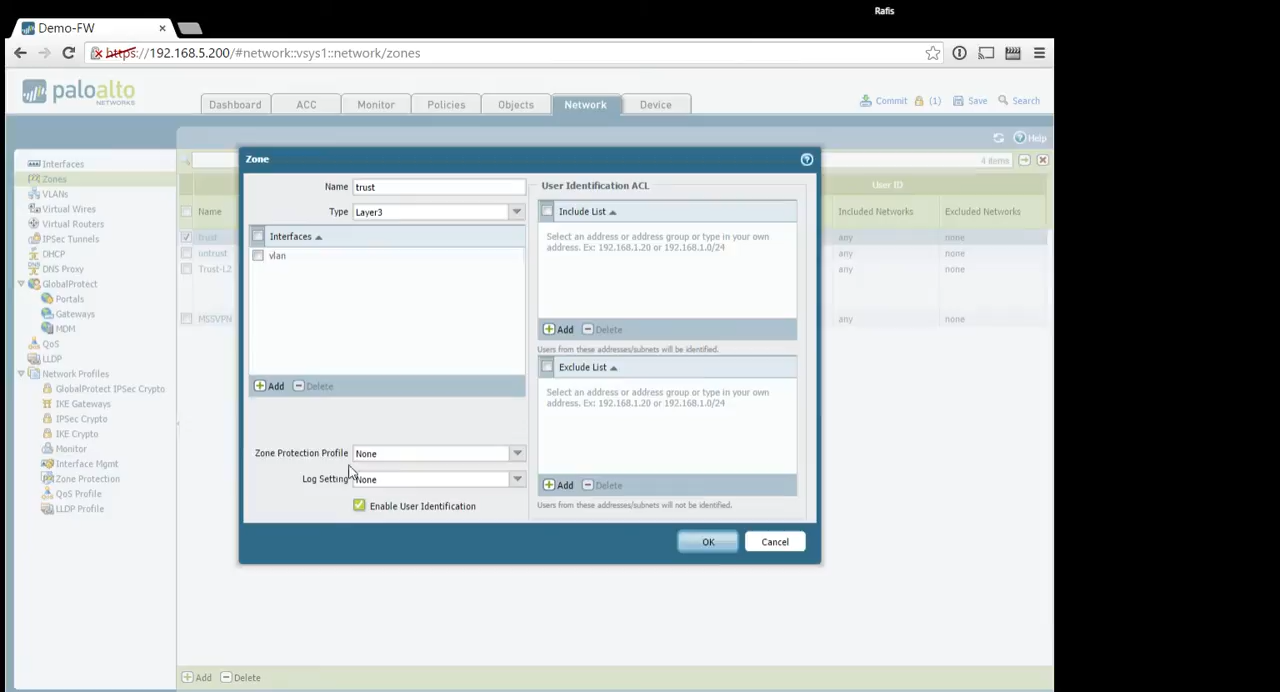 Rafis
Demo-FW
https://192.168.5.200/#network::vsys1::network/zones
paloalto
NETWORKS
Dashboard ACC Monitor Policies Objects Network Device
Commit (1) Save Search
Help
Interfaces
Zones
VLANs
Virtual Wires
Virtual Routers
IPSec Tunnels
DHCP
DNS Proxy
GlobalProtect
Portals
Gateways
MDM
QoS
LLDP
Network Profiles
GlobalProtect IPSec Crypto
IKE Gateways
IPSec Crypto
IKE Crypto
Monitor
Interface Mgmt
Zone Protection
QoS Profile
LLDP Profile
4 items
User ID
Name Included Networks Excluded Networks
trust any none
untrust any none
Trust-L2 any none
MSSVPN any none
Zone
Name trust
Type Layer3
Interfaces
vlan
Add Delete
Zone Protection Profile None
Log Setting None
Enable User Identification
User Identification ACL
Include List
Select an address or address group or type in your own
address. Ex: 192.168.1.20 or 192.168.1.0/24
Add Delete
Users from these addresses/subnets will be identified.
Exclude List
Select an address or address group or type in your own
address. Ex: 192.168.1.20 or 192.168.1.0/24
Add Delete
Users from these addresses/subnets will not be identified.
OK Cancel
Add Delete